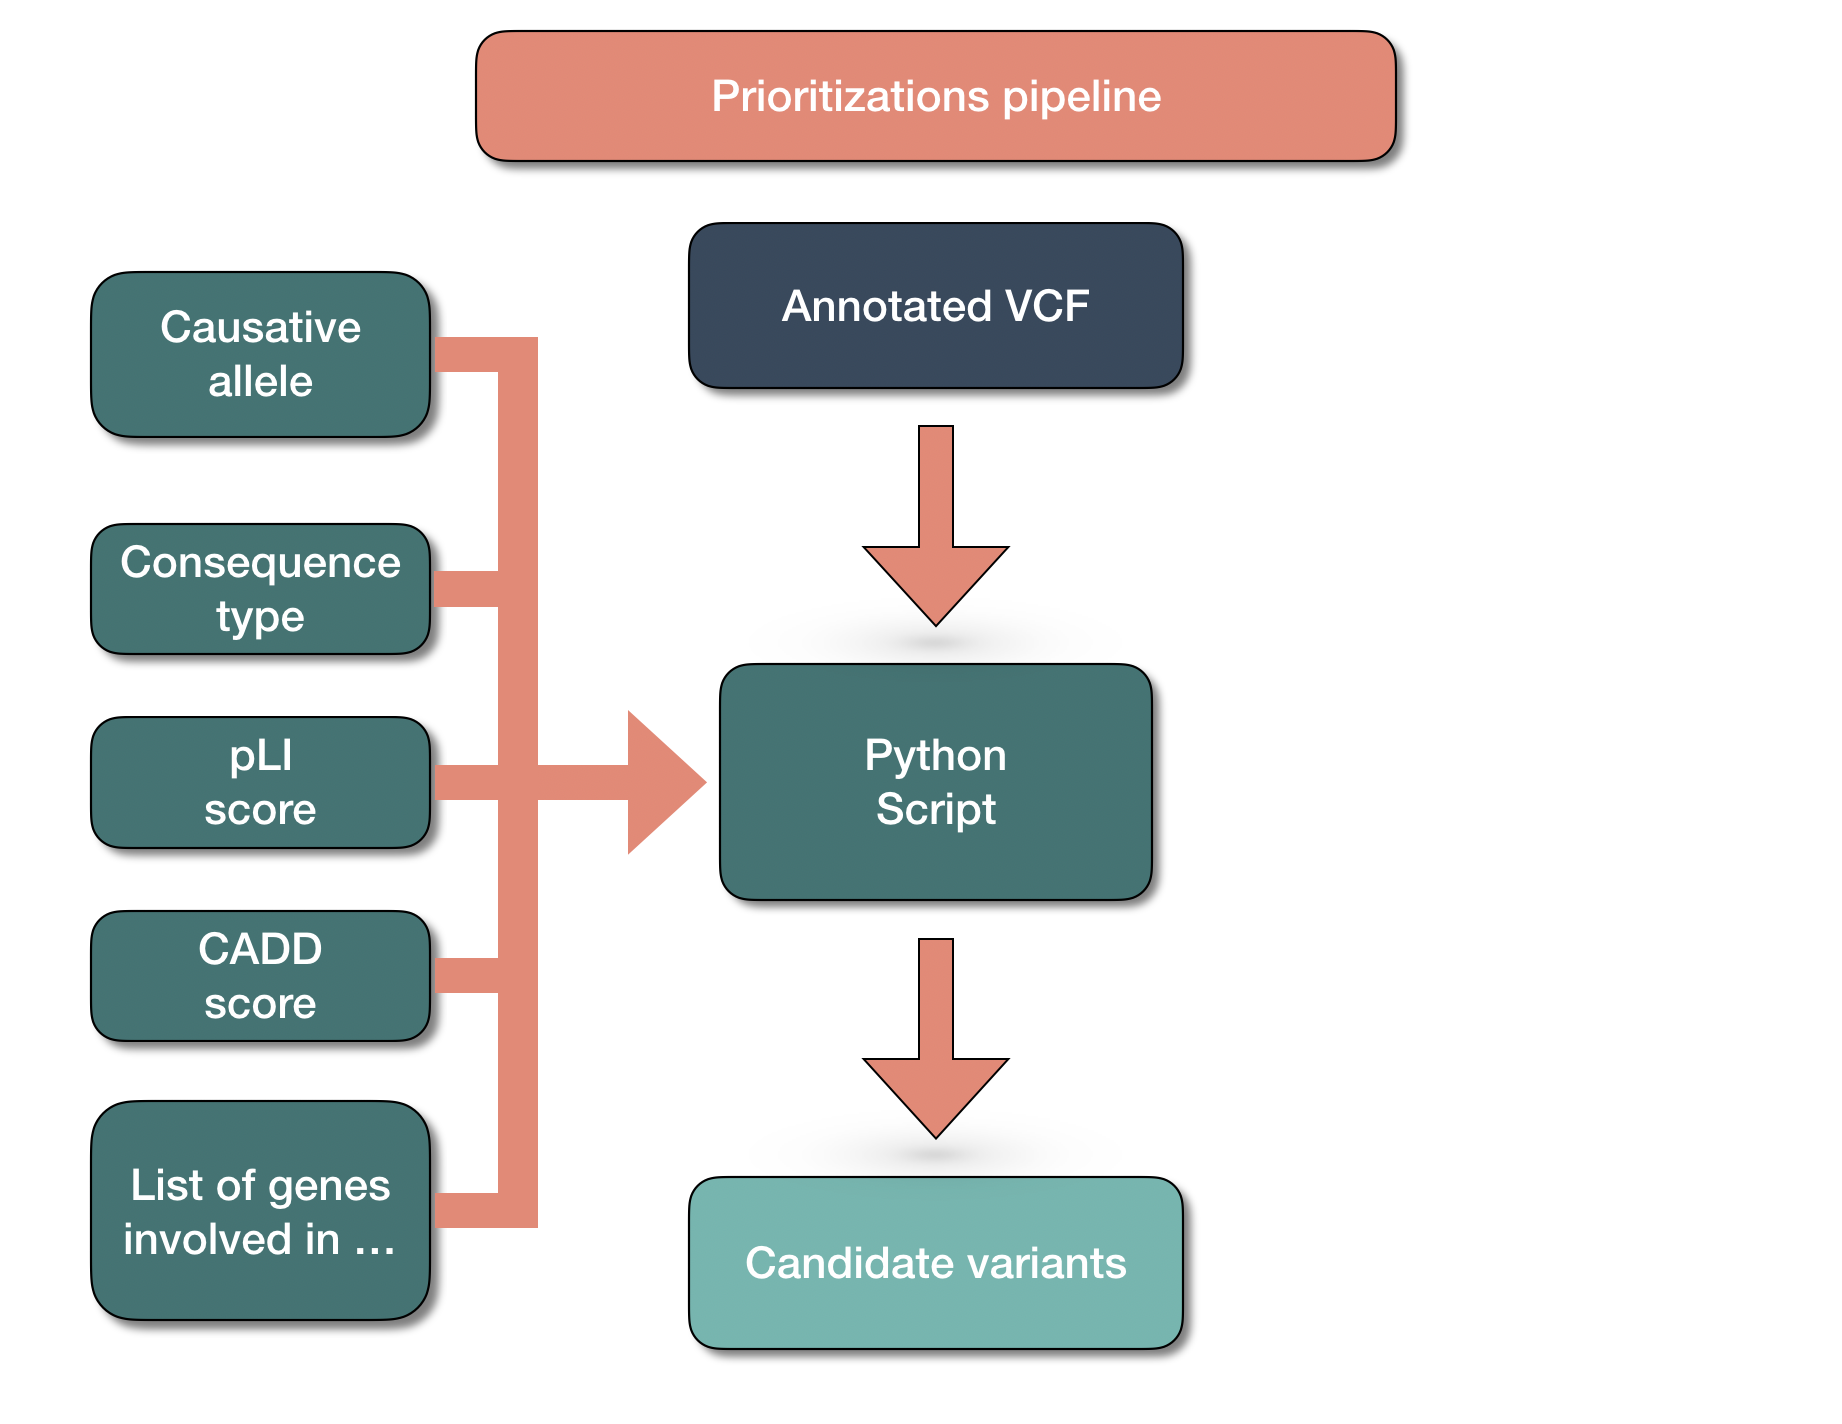 Prioritizations pipeline
Annotated VCF
Causative
allele
Consequence
type
pLI
score
CADD
score
List of genes
involved in ...
Python
Script
Candidate variants